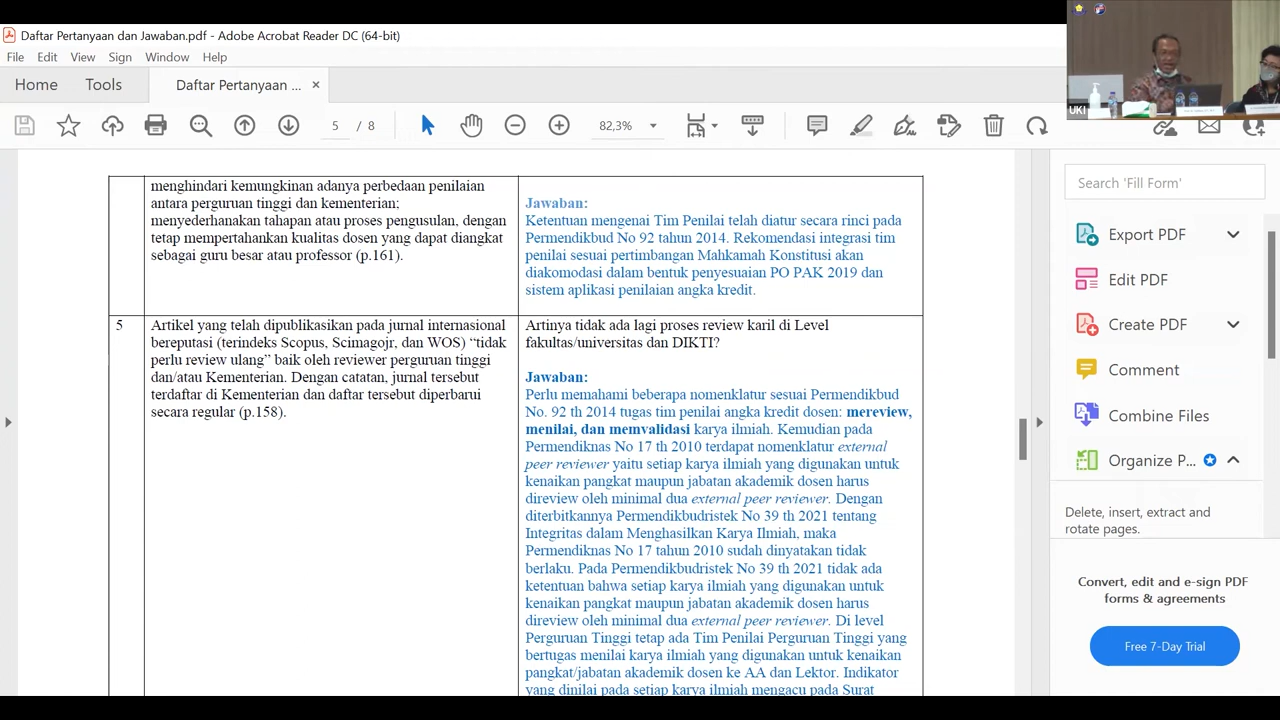 Daftar Pertanyaan dan Jawaban.pdf - Adobe Acrobat Reader DC (64-bit)
File Edit View Sign Window Help
Home Tools Daftar Pertanyaan ... ×
5 / 8 82,3%
UKI
menghindari kemungkinan adanya perbedaan penilaian
antara perguruan tinggi dan kementerian;
menyederhanakan tahapan atau proses pengusulan, dengan
tetap mempertahankan kualitas dosen yang dapat diangkat
sebagai guru besar atau professor (p.161).
Jawaban:
Ketentuan mengenai Tim Penilai telah diatur secara rinci pada
Permendikbud No 92 tahun 2014. Rekomendasi integrasi tim
penilai sesuai pertimbangan Mahkamah Konstitusi akan
diakomodasi dalam bentuk penyesuaian PO PAK 2019 dan
sistem aplikasi penilaian angka kredit.
5
Artikel yang telah dipublikasikan pada jurnal internasional
bereputasi (terindeks Scopus, Scimagojr, dan WOS) “tidak
perlu review ulang” baik oleh reviewer perguruan tinggi
dan/atau Kementerian. Dengan catatan, jurnal tersebut
terdaftar di Kementerian dan daftar tersebut diperbarui
secara regular (p.158).
Artinya tidak ada lagi proses review karil di Level
fakultas/universitas dan DIKTI?
Jawaban:
Perlu memahami beberapa nomenklatur sesuai Permendikbud
No. 92 th 2014 tugas tim penilai angka kredit dosen: mereview,
menilai, dan memvalidasi karya ilmiah. Kemudian pada
Permendiknas No 17 th 2010 terdapat nomenklatur external
peer reviewer yaitu setiap karya ilmiah yang digunakan untuk
kenaikan pangkat maupun jabatan akademik dosen harus
direview oleh minimal dua external peer reviewer. Dengan
diterbitkannya Permendikbudristek No 39 th 2021 tentang
Integritas dalam Menghasilkan Karya Ilmiah, maka
Permendiknas No 17 tahun 2010 sudah dinyatakan tidak
berlaku. Pada Permendikbudristek No 39 th 2021 tidak ada
ketentuan bahwa setiap karya ilmiah yang digunakan untuk
kenaikan pangkat maupun jabatan akademik dosen harus
direview oleh minimal dua external peer reviewer. Di level
Perguruan Tinggi tetap ada Tim Penilai Perguruan Tinggi yang
bertugas menilai karya ilmiah yang digunakan untuk kenaikan
pangkat/jabatan akademik dosen ke AA dan Lektor. Indikator
yang dinilai pada setiap karya ilmiah mengacu pada Surat
Search 'Fill Form'
Export PDF
Edit PDF
Create PDF
Comment
Combine Files
Organize P...
Delete, insert, extract and
rotate pages.
Convert, edit and e-sign PDF
forms & agreements
Free 7-Day Trial